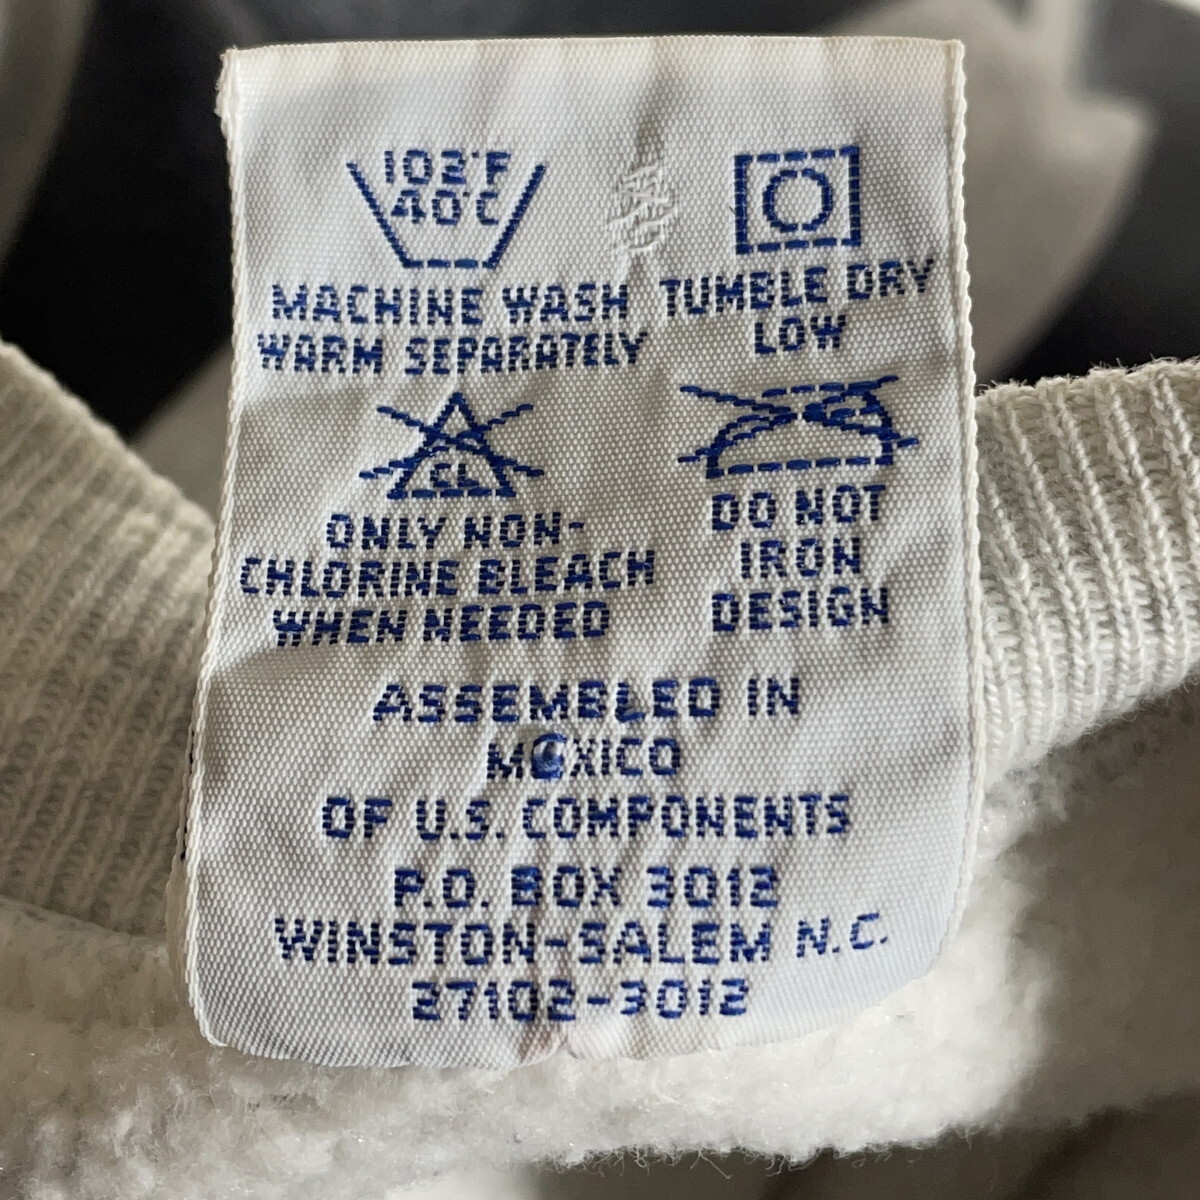 102°F
40°C
MACHINE WASH
WARM SEPARATELY
TUMBLE DRY
LOW
CL
ONLY NON-
CHLORINE BLEACH
WHEN NEEDED
DO NOT
IRON
DESIGN
ASSEMBLED IN
MEXICO
OF U.S. COMPONENTS
P.O. BOX 3012
WINSTON-SALEM N.C.
27102-3012